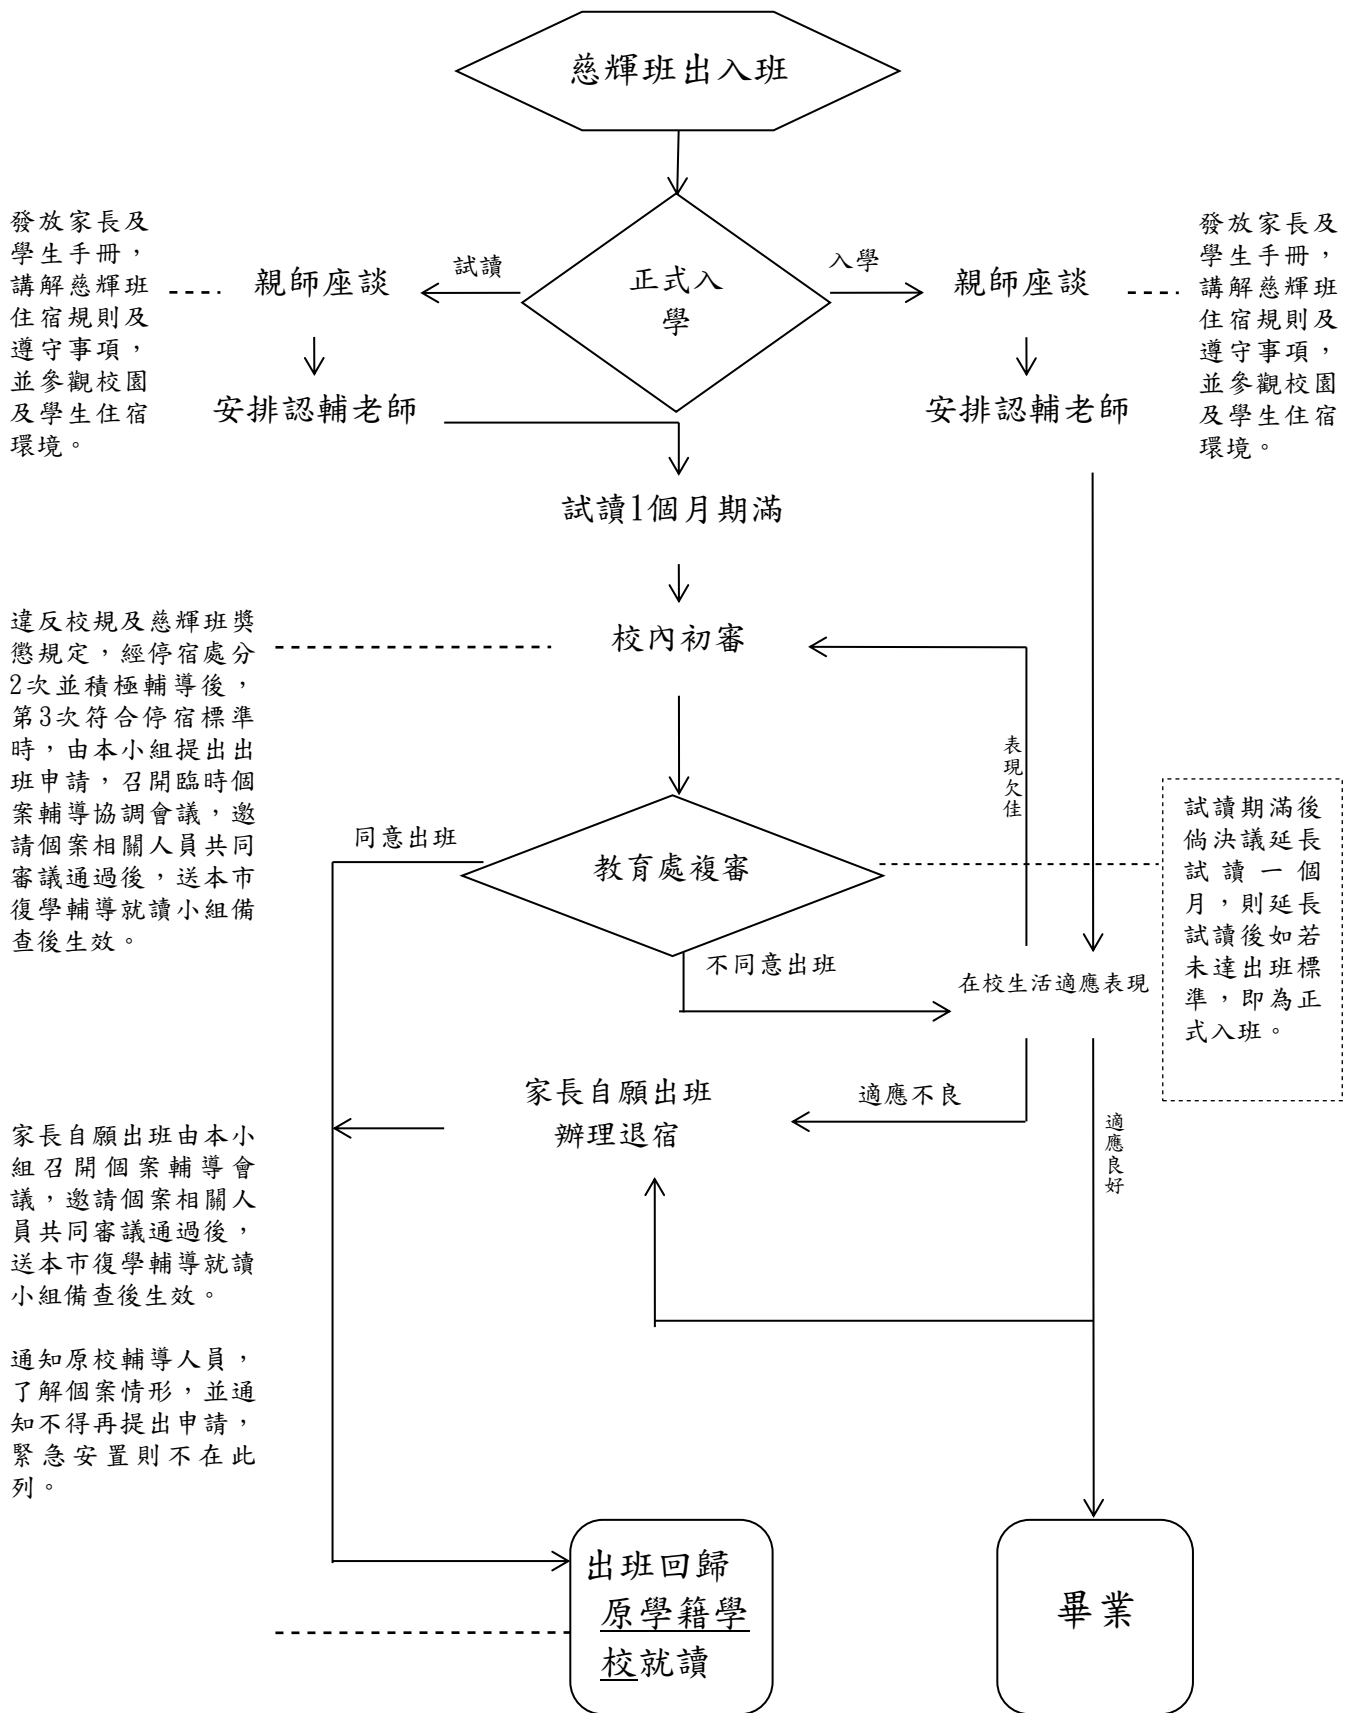 慈輝班出入班
發放家長及
學生手冊，
講解慈輝班
住宿規則及
遵守事項，
並參觀校園
及學生住宿
環境。
親師座談
試讀
正式入
學
入學
親師座談
發放家長及
學生手冊，
講解慈輝班
住宿規則及
遵守事項，
並參觀校園
及學生住宿
環境。
安排認輔老師
安排認輔老師
試讀1個月期滿
違反校規及慈輝班獎
懲規定，經停宿處分
2次並積極輔導後，
第3次符合停宿標準
時，由本小組提出出
班申請，召開臨時個
案輔導協調會議，邀
請個案相關人員共同
審議通過後，送本市
復學輔導就讀小組備
查後生效。
校內初審
表現欠佳
同意出班
教育處複審
試讀期滿後
倘決議延長
試讀一個
月，則延長
試讀後如若
未達出班標
準，即為正
式入班。
不同意出班
在校生活適應表現
家長自願出班
辦理退宿
適應不良
適應良好
家長自願出班由本小
組召開個案輔導會
議，邀請個案相關人
員共同審議通過後，
送本市復學輔導就讀
小組備查後生效。
通知原校輔導人員，
了解個案情形，並通
知不得再提出申請，
緊急安置則不在此
列。
出班回歸
原學籍學
校就讀
畢業